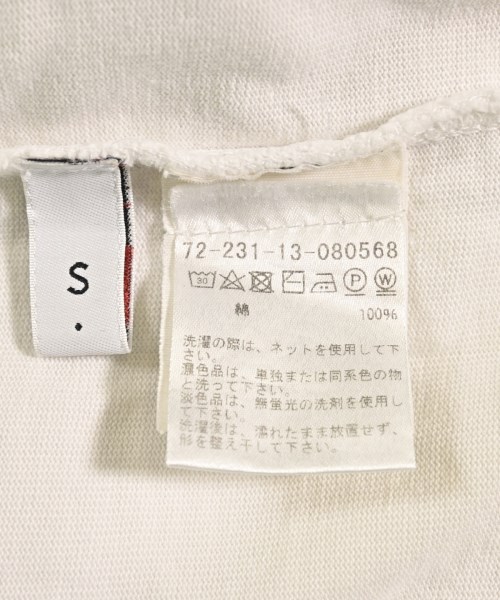 S
72-231-13-080568
30
P
W
綿
100%
洗濯の際は、ネットを使用して下
さい。
濃色品は、単独または同系色の物
と洗って下さい。
淡色品は、無蛍光の洗剤を使用し
て下さい。
洗濯後は、濡れたまま放置せず、
形を整え干して下さい。